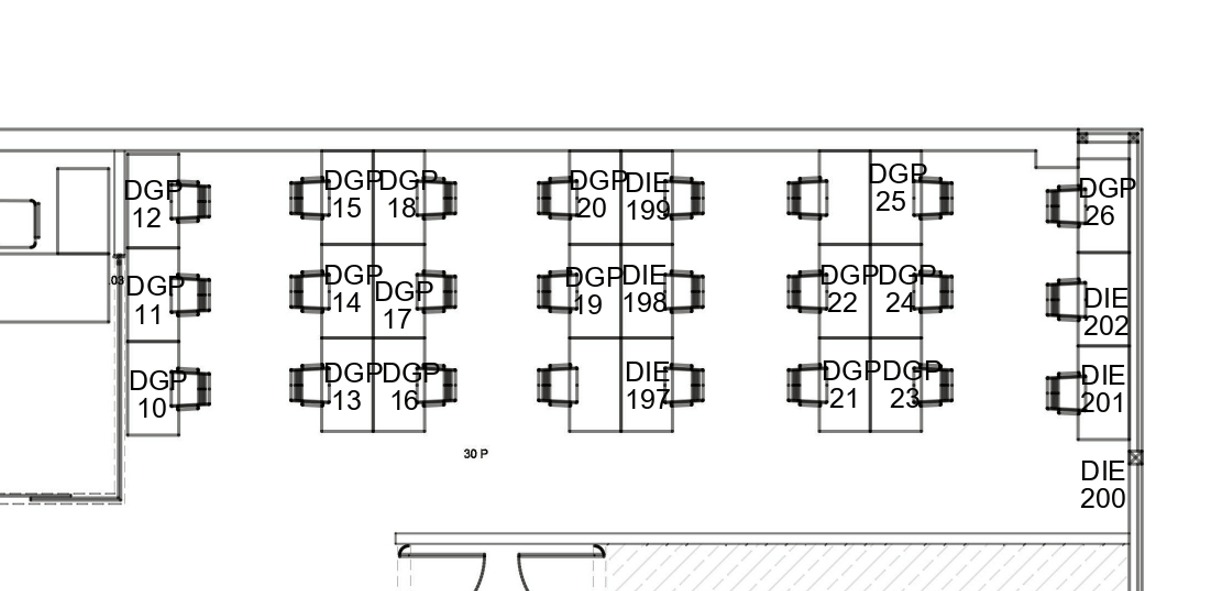 DGP
12
DGP
15
DGP
18
DGP
20
DIE
199
DGP
25
DGP
26
03
DGP
11
DGP
14
DGP
17
DGP
19
DIE
198
DGP
22
DGP
24
DIE
202
DGP
10
DGP
13
DGP
16
DIE
197
DGP
21
DGP
23
DIE
201
30 P
DIE
200